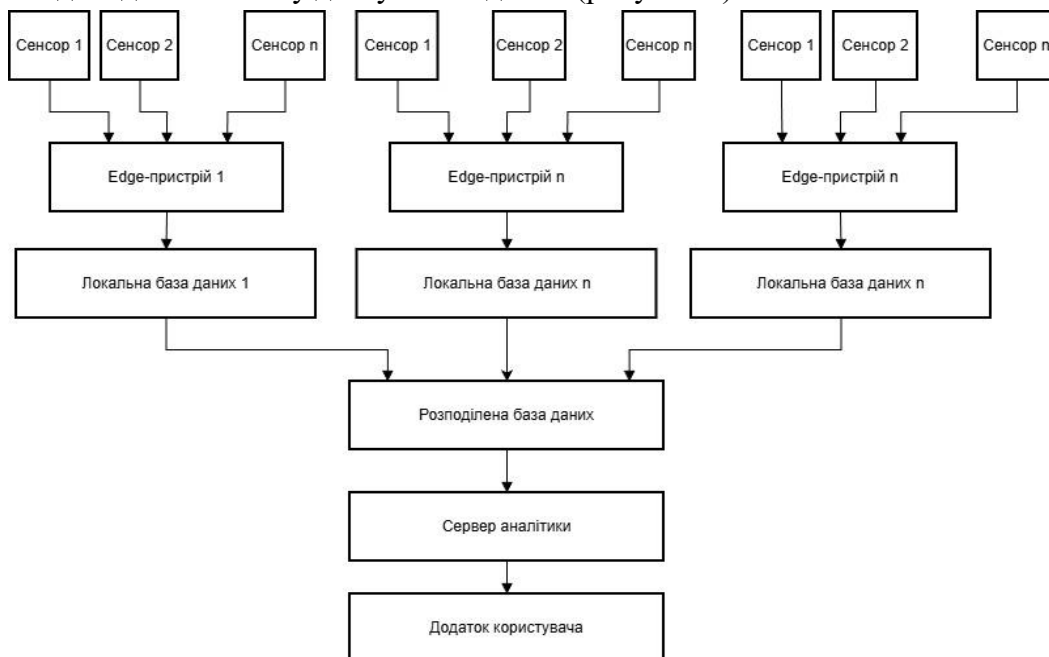 Сенсор 1
Сенсор 2
Сенсор n
Сенсор 1
Сенсор 2
Сенсор n
Сенсор 1
Сенсор 2
Сенсор n
Edge-пристрій 1
Edge-пристрій n
Edge-пристрій n
Локальна база даних 1
Локальна база даних n
Локальна база даних n
Розподілена база даних
Сервер аналітики
Додаток користувача